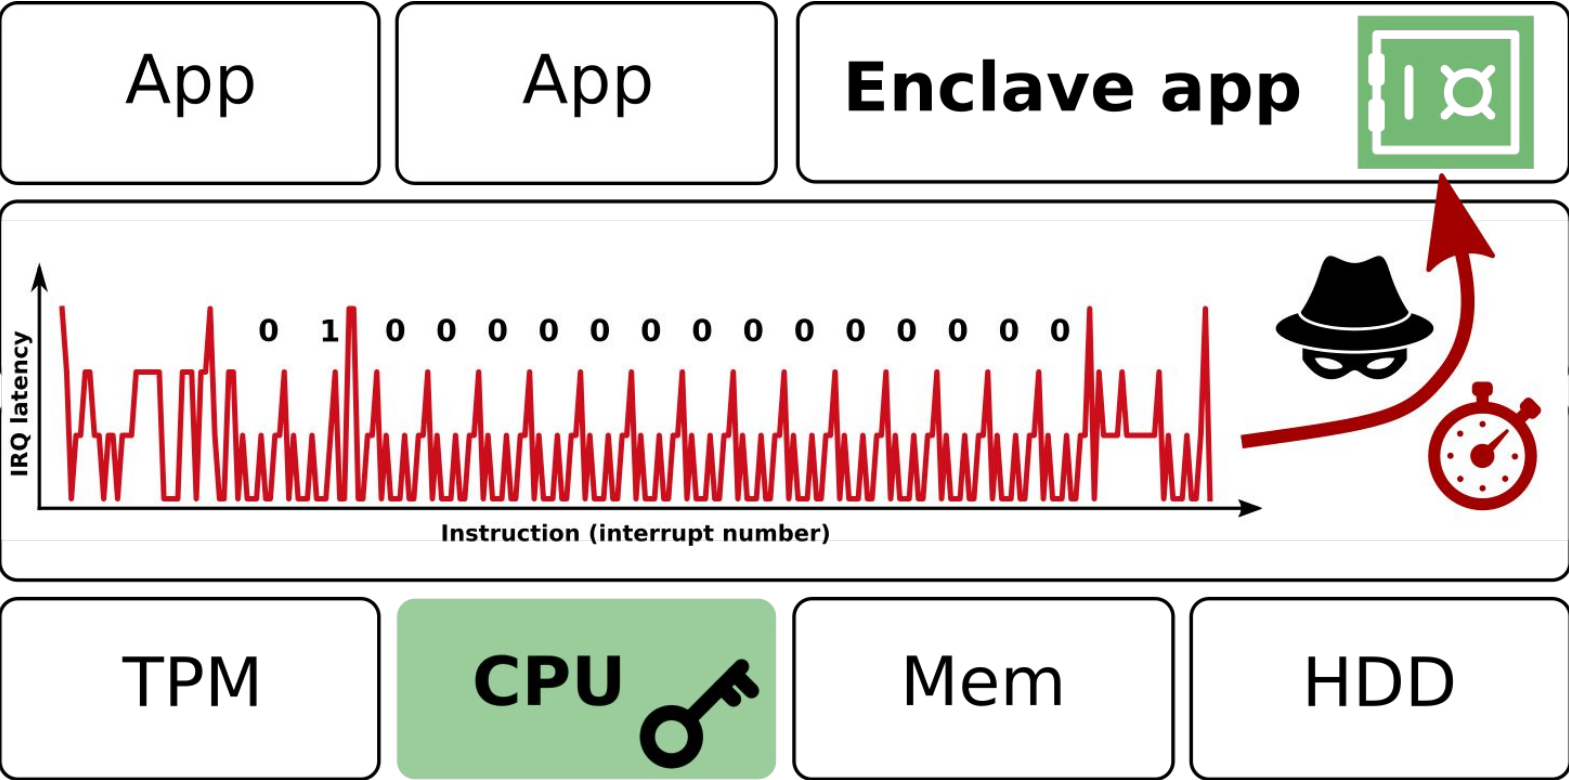 App
App
Enclave app
IRQ latency
0 1 0 0 0 0 0 0 0 0 0 0 0 0 0 0
Instruction (interrupt number)
TPM
CPU
Mem
HDD